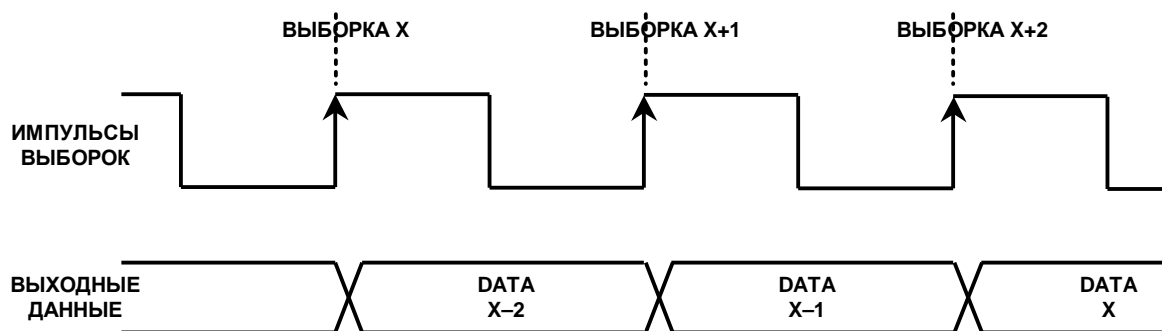 ВЫБОРКА X
ВЫБОРКА X+1
ВЫБОРКА X+2
ИМПУЛЬСЫ
ВЫБОРОК
ВЫХОДНЫЕ
ДАННЫЕ
DATA
X–2
DATA
X–1
DATA
X